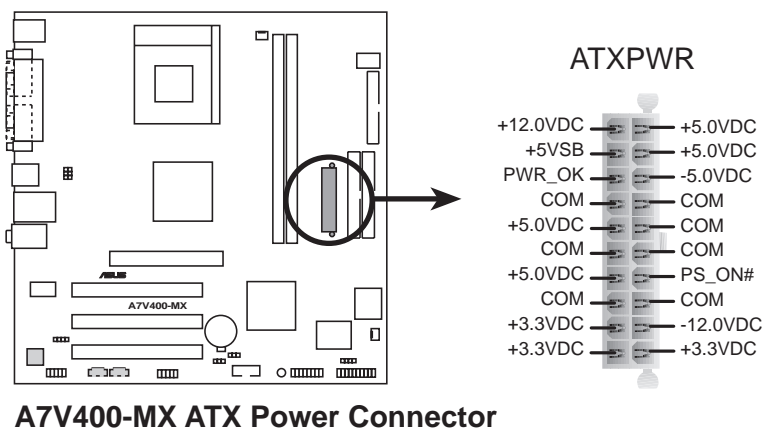 ATXPWR
+12.0VDC +5.0VDC
+5VSB +5.0VDC
PWR_OK -5.0VDC
COM COM
+5.0VDC COM
COM COM
+5.0VDC PS_ON#
COM COM
+3.3VDC -12.0VDC
+3.3VDC +3.3VDC
ASUS
A7V400-MX
A7V400-MX ATX Power Connector